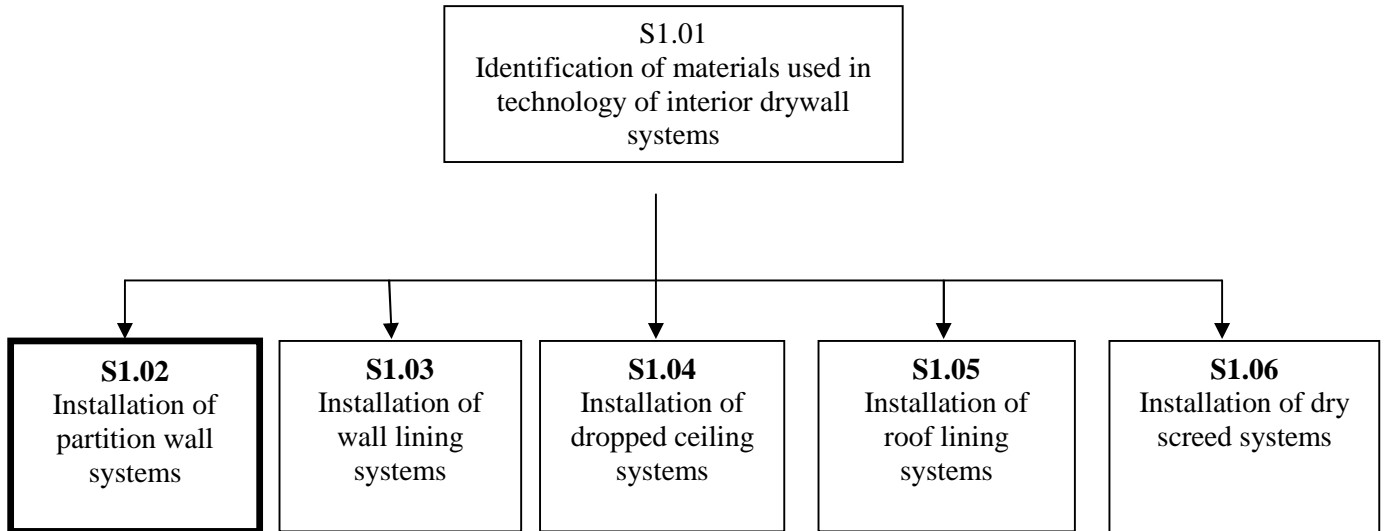 S1.01
Identification of materials used in
technology of interior drywall
systems
S1.02
Installation of
partition wall
systems
S1.03
Installation of
wall lining
systems
S1.04
Installation of
dropped ceiling
systems
S1.05
Installation of
roof lining
systems
S1.06
Installation of dry
screed systems